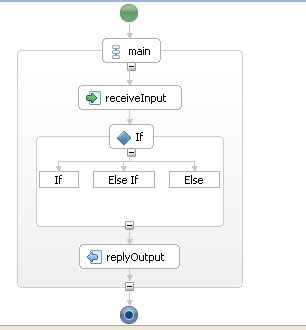 main
receiveInput
If
If
Else If
Else
replyOutput